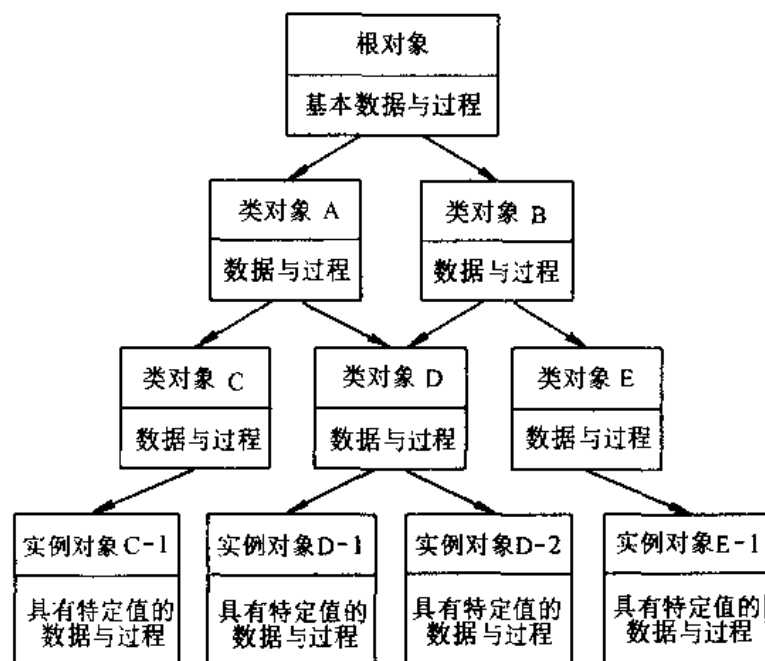 根对象
基本数据与过程
类对象 A
类对象 B
数据与过程
数据与过程
类对象 C
类对象 D
类对象 E
数据与过程
数据与过程
数据与过程
实例对象C-1
实例对象D-1
实例对象D-2
实例对象E-1
具有特定值的
数据与过程
具有特定值的
数据与过程
具有特定值的
数据与过程
具有特定值的
数据与过程